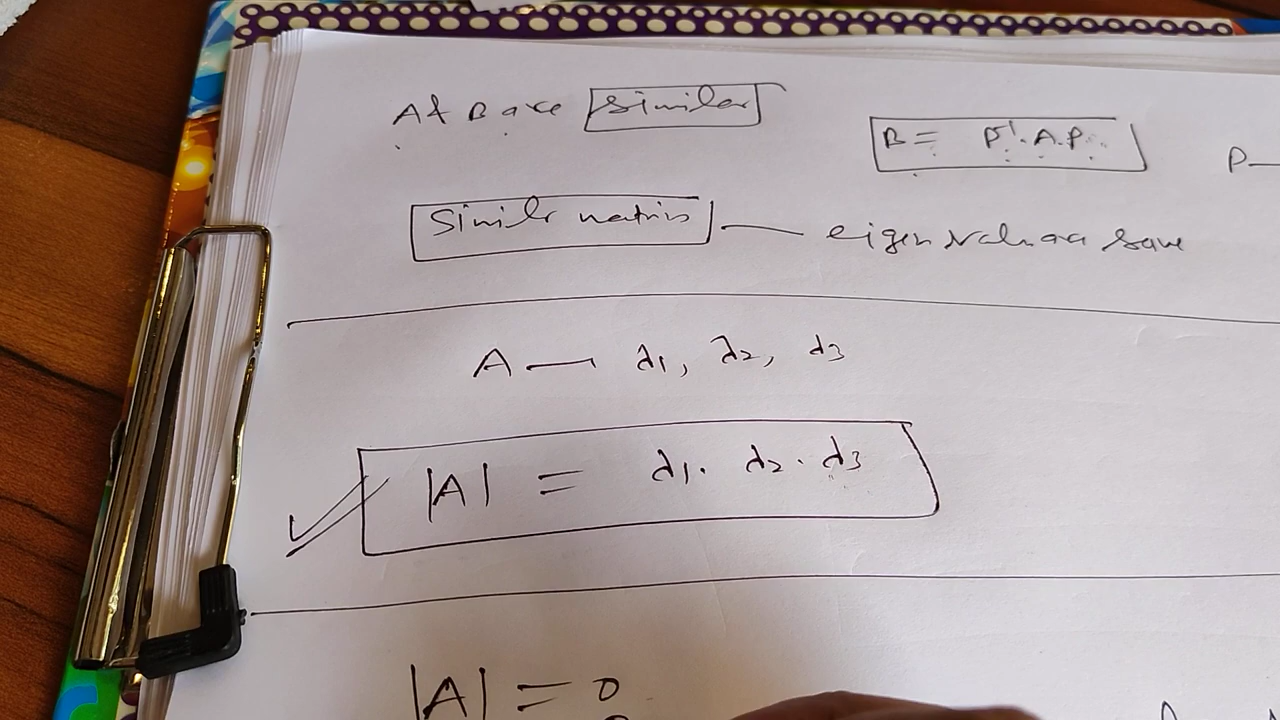 A & B are similar
B = P⁻¹.A.P. P—
Similar matrix — eigen values same
A — λ1, λ2, λ3
|A| = λ1. λ2. λ3
|A| = 0